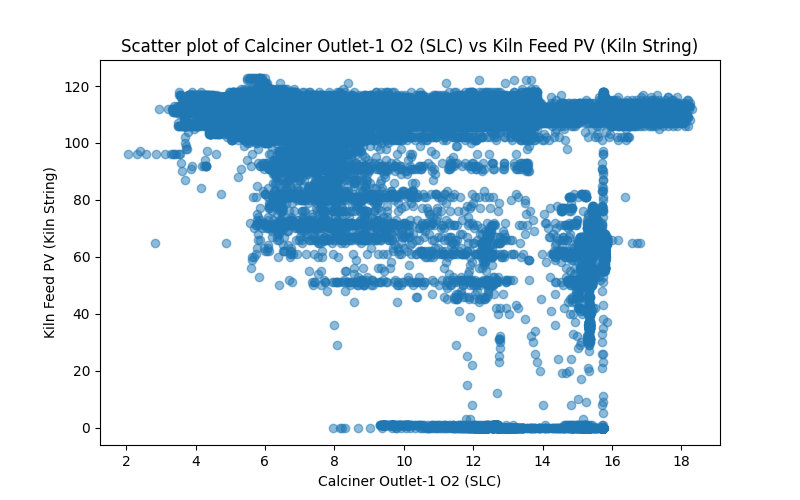 Scatter plot of Calciner Outlet-1 O2 (SLC) vs Kiln Feed PV (Kiln String)
Kiln Feed PV (Kiln String)
120
100
80
60
40
20
0
2 4 6 8 10 12 14 16 18
Calciner Outlet-1 O2 (SLC)